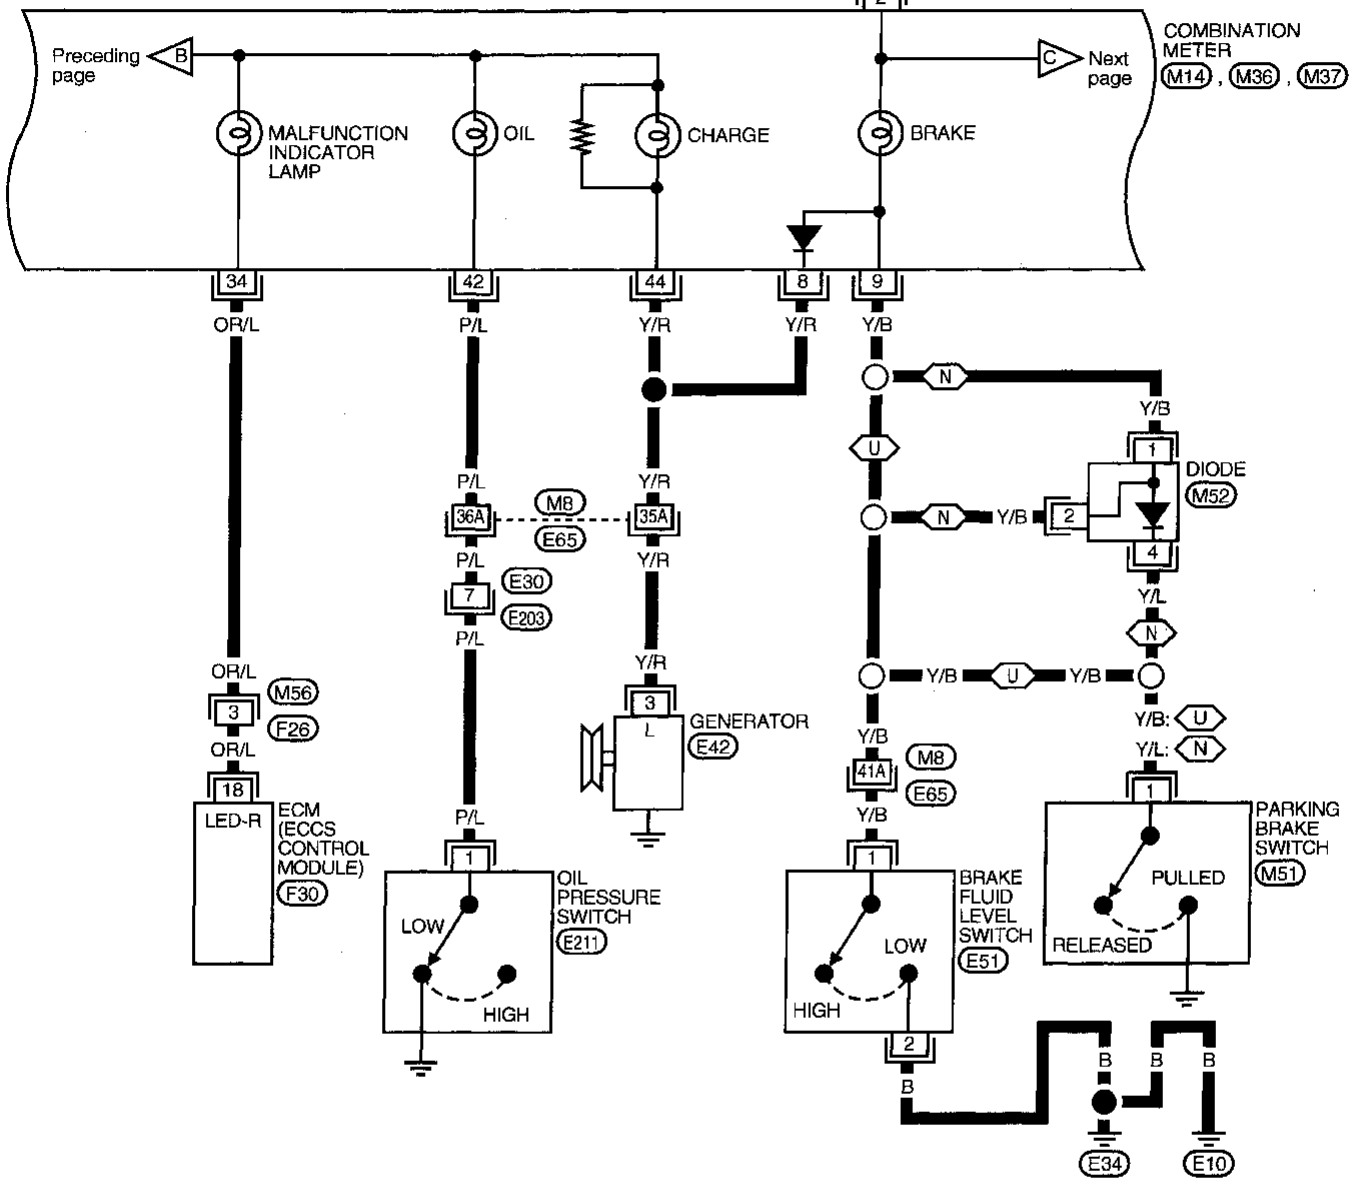 2
COMBINATION
METER
M14 , M36 , M37
Preceding
page
B
C
Next
page
MALFUNCTION
INDICATOR
LAMP
OIL
CHARGE
BRAKE
34
42
44
8
9
OR/L
P/L
Y/R
Y/R
Y/B
N
Y/B
U
1
DIODE
M52
P/L
Y/R
36A
M8
E65
35A
N
Y/B
2
4
P/L
Y/R
7
E30
E203
Y/L
N
P/L
OR/L
Y/R
Y/B
U
Y/B
3
M56
F26
3
L
GENERATOR
E42
Y/B: U
Y/L: N
OR/L
Y/B
41A
M8
E65
18
LED-R
ECM
(ECCS
CONTROL
MODULE)
F30
P/L
Y/B
1
PARKING
BRAKE
SWITCH
M51
PULLED
RELEASED
1
OIL
PRESSURE
SWITCH
E211
LOW
HIGH
1
BRAKE
FLUID
LEVEL
SWITCH
E51
LOW
HIGH
2
B
B
B
B
E34
E10